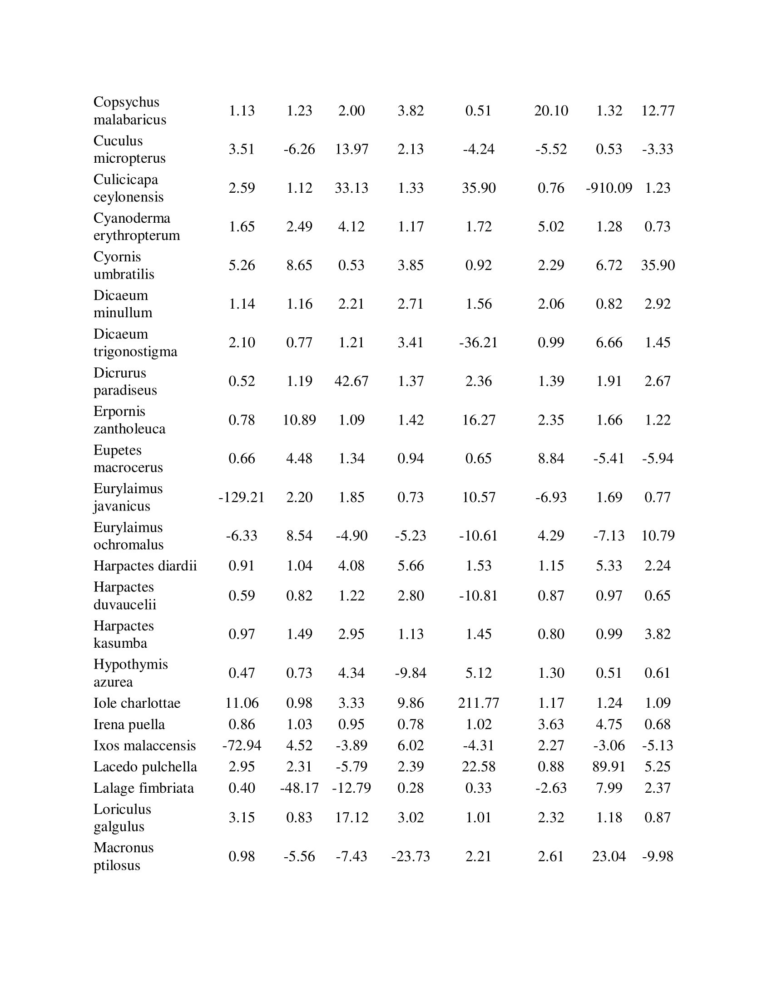 Copsychus
malabaricus 1.13 1.23 2.00 3.82 0.51 20.10 1.32 12.77
Cuculus
micropterus 3.51 -6.26 13.97 2.13 -4.24 -5.52 0.53 -3.33
Culicicapa
ceylonensis 2.59 1.12 33.13 1.33 35.90 0.76 -910.09 1.23
Cyanoderma
erythropterum 1.65 2.49 4.12 1.17 1.72 5.02 1.28 0.73
Cyornis
umbratilis 5.26 8.65 0.53 3.85 0.92 2.29 6.72 35.90
Dicaeum
minullum 1.14 1.16 2.21 2.71 1.56 2.06 0.82 2.92
Dicaeum
trigonostigma 2.10 0.77 1.21 3.41 -36.21 0.99 6.66 1.45
Dicrurus
paradiseus 0.52 1.19 42.67 1.37 2.36 1.39 1.91 2.67
Erpornis
zantholeuca 0.78 10.89 1.09 1.42 16.27 2.35 1.66 1.22
Eupetes
macrocerus 0.66 4.48 1.34 0.94 0.65 8.84 -5.41 -5.94
Eurylaimus
javanicus -129.21 2.20 1.85 0.73 10.57 -6.93 1.69 0.77
Eurylaimus
ochromalus -6.33 8.54 -4.90 -5.23 -10.61 4.29 -7.13 10.79
Harpactes diardii 0.91 1.04 4.08 5.66 1.53 1.15 5.33 2.24
Harpactes
duvaucelii 0.59 0.82 1.22 2.80 -10.81 0.87 0.97 0.65
Harpactes
kasumba 0.97 1.49 2.95 1.13 1.45 0.80 0.99 3.82
Hypothymis
azurea 0.47 0.73 4.34 -9.84 5.12 1.30 0.51 0.61
Iole charlottae 11.06 0.98 3.33 9.86 211.77 1.17 1.24 1.09
Irena puella 0.86 1.03 0.95 0.78 1.02 3.63 4.75 0.68
Ixos malaccensis -72.94 4.52 -3.89 6.02 -4.31 2.27 -3.06 -5.13
Lacedo pulchella 2.95 2.31 -5.79 2.39 22.58 0.88 89.91 5.25
Lalage fimbriata 0.40 -48.17 -12.79 0.28 0.33 -2.63 7.99 2.37
Loriculus
galgulus 3.15 0.83 17.12 3.02 1.01 2.32 1.18 0.87
Macronus
ptilosus 0.98 -5.56 -7.43 -23.73 2.21 2.61 23.04 -9.98